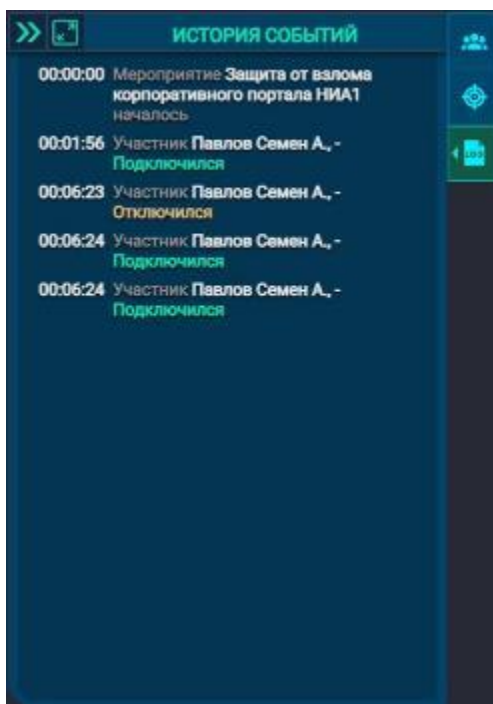 ИСТОРИЯ СОБЫТИЙ
00:00:00 Мероприятие Защита от взлома
корпоративного портала НИА1
началось
00:01:56 Участник Павлов Семен А., -
Подключился
00:06:23 Участник Павлов Семен А., -
Отключился
00:06:24 Участник Павлов Семен А., -
Подключился
00:06:24 Участник Павлов Семен А., -
Подключился